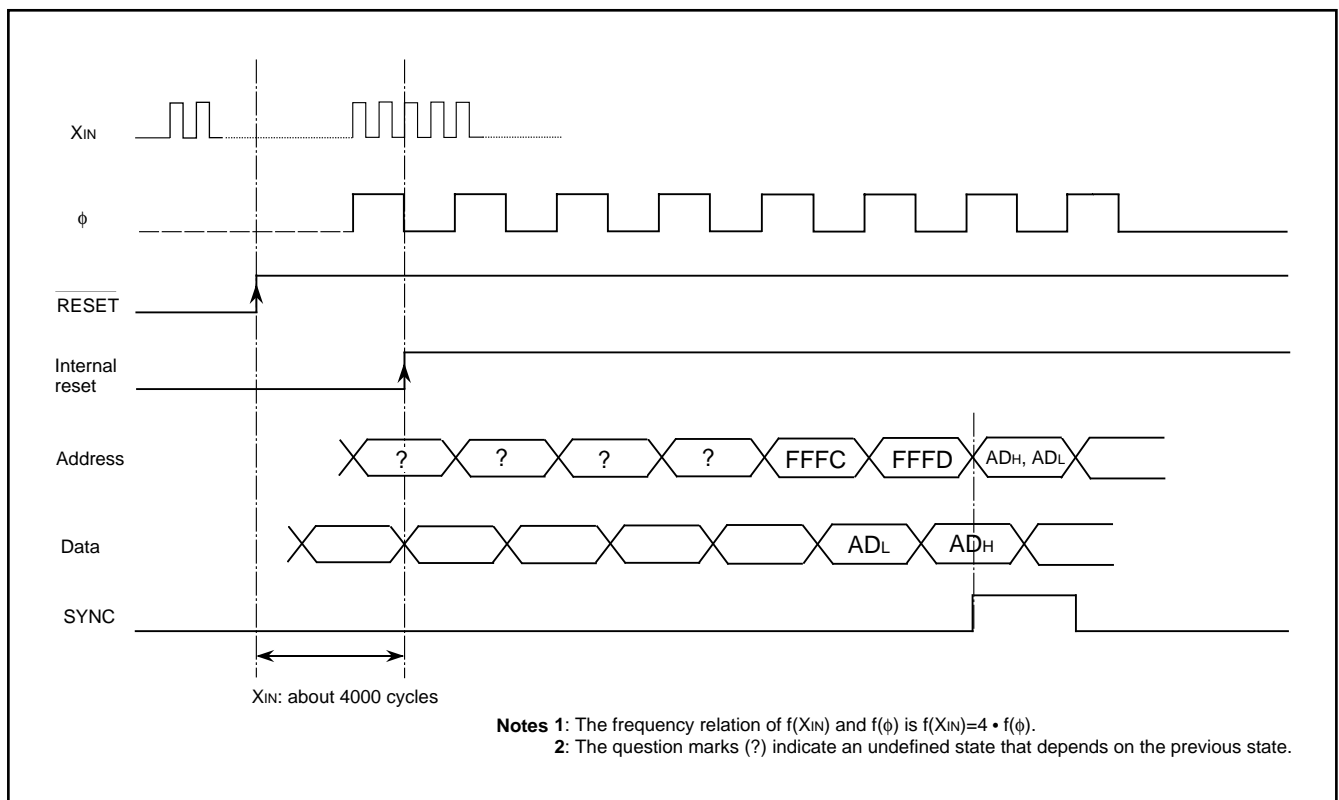 XIN
ϕ
RESET
Internal
reset
Address
? ? ? ? FFFC FFFD ADH, ADL
Data
ADL ADH
SYNC
XIN: about 4000 cycles
Notes 1: The frequency relation of f(XIN) and f(ϕ) is f(XIN)=4 • f(ϕ).
2: The question marks (?) indicate an undefined state that depends on the previous state.